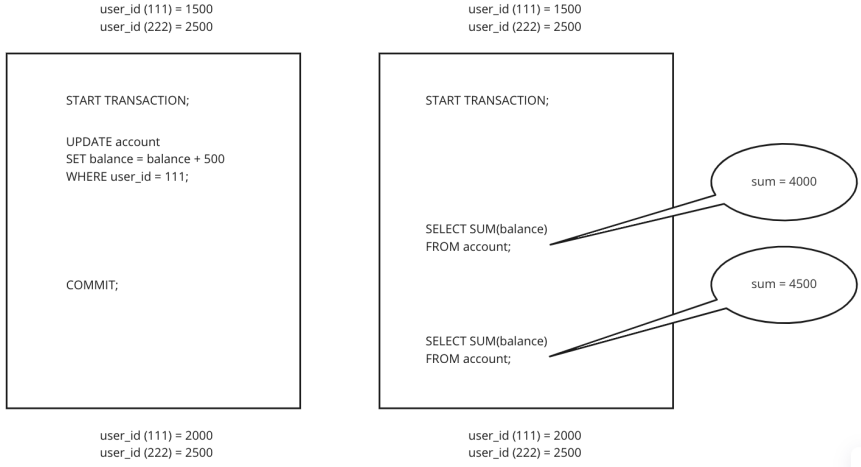 user_id (111) = 1500
user_id (222) = 2500
START TRANSACTION;
UPDATE account
SET balance = balance + 500
WHERE user_id = 111;
COMMIT;
user_id (111) = 2000
user_id (222) = 2500
user_id (111) = 1500
user_id (222) = 2500
START TRANSACTION;
SELECT SUM(balance)
FROM account;
sum = 4000
SELECT SUM(balance)
FROM account;
sum = 4500
user_id (111) = 2000
user_id (222) = 2500